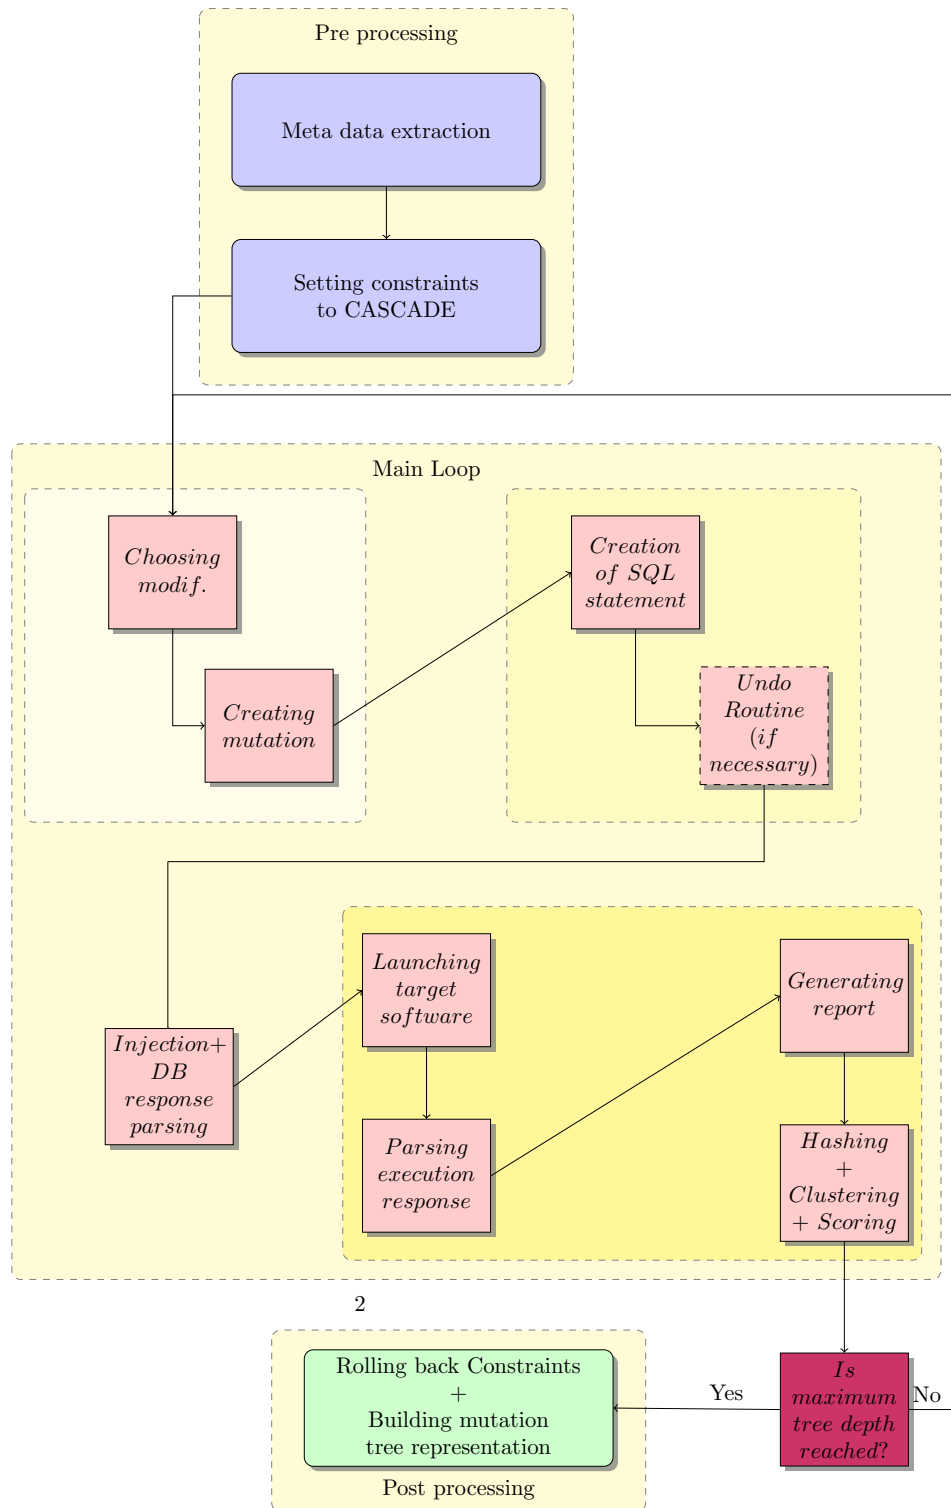 Pre processing
Meta data extraction
Setting constraints
to CASCADE
Main Loop
Choosing
modif.
Creating
mutation
Creation
of SQL
statement
Undo
Routine
(if
necessary)
Injection+
DB
response
parsing
Launching
target
software
Parsing
execution
response
Generating
report
Hashing
+
Clustering
+ Scoring
2
Is
maximum
tree depth
reached?
Yes
No
Rolling back Constraints
+
Building mutation
tree representation
Post processing